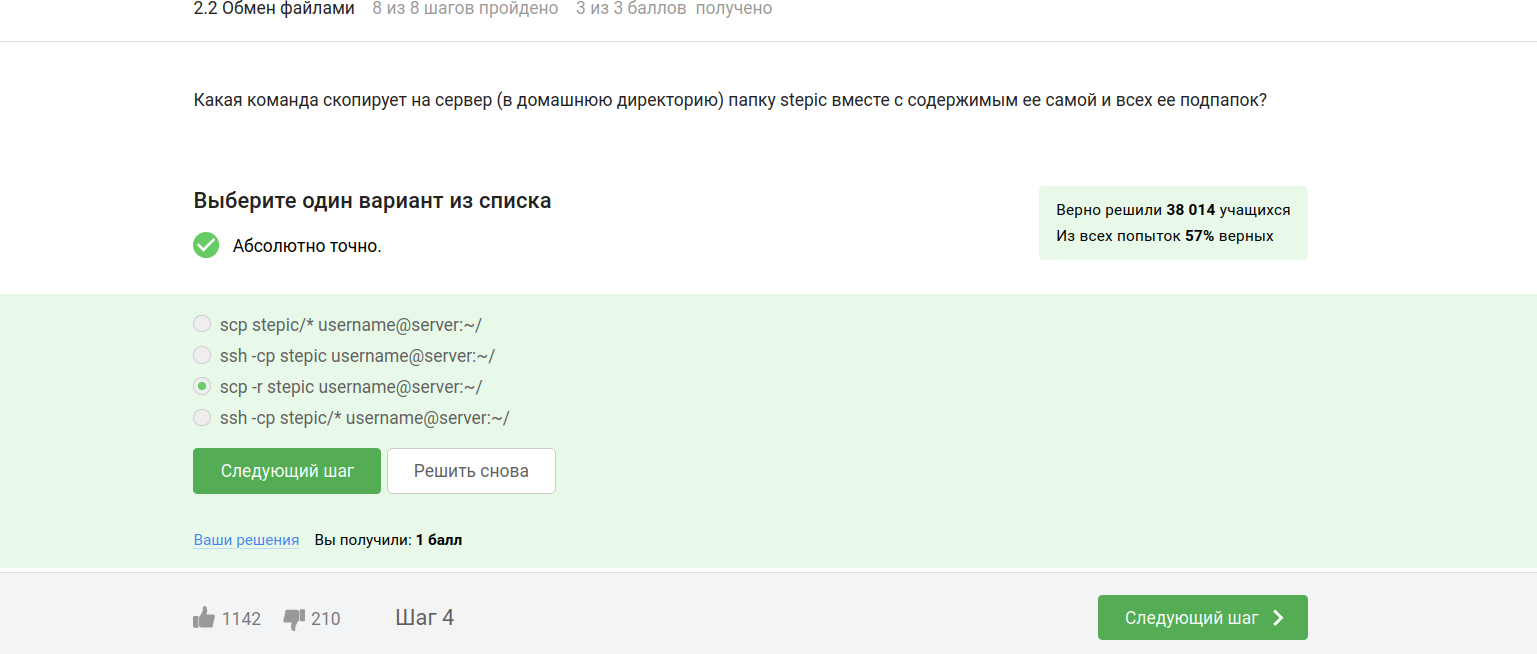 2.2 Обмен файлами 8 из 8 шагов пройдено 3 из 3 баллов получено
Какая команда скопирует на сервер (в домашнюю директорию) папку stepic вместе с содержимым ее самой и всех ее подпапок?
Выберите один вариант из списка
Абсолютно точно.
Верно решили 38 014 учащихся
Из всех попыток 57% верных
scp stepic/* username@server:~/
ssh -cp stepic username@server:~/
scp -r stepic username@server:~/
ssh -cp stepic/* username@server:~/
Следующий шаг Решить снова
Ваши решения Вы получили: 1 балл
1142 210 Шаг 4 Следующий шаг